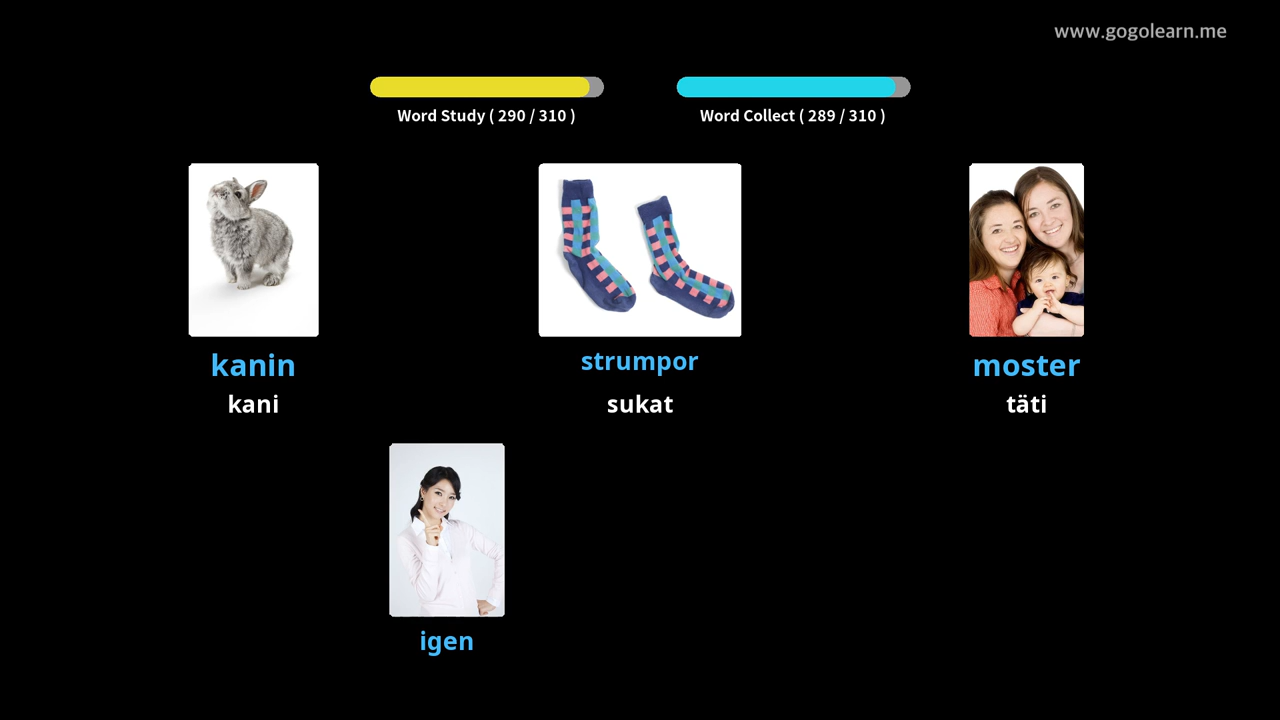 www.gogolearn.me
Word Study ( 290 / 310 )
Word Collect ( 289 / 310 )
kanin
strumpor
moster
kani
sukat
täti
igen